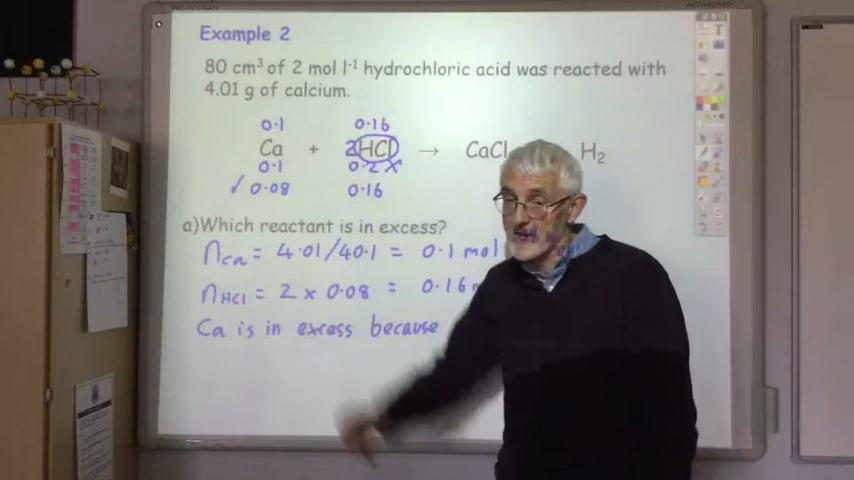 PROMETHEAN
ACTIVBOARD
Example 2
80 cm³ of 2 mol l⁻¹ hydrochloric acid was reacted with
4.01 g of calcium.
0·1 0·16
Ca + 2HCl → CaCl H₂
0·1 0·2 x
✓ 0·08 0·16
a)Which reactant is in excess?
nCa = 4·01/40·1 = 0·1 mol
nHCl = 2 x 0·08 = 0·16
Ca is in excess because